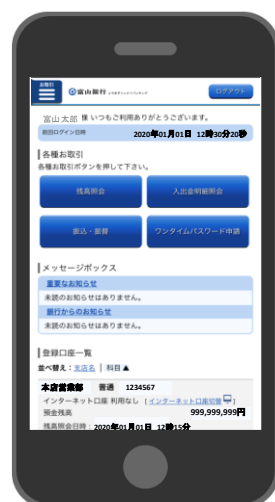 お取引
富山銀行
ログアウト
富山 太郎 様 いつもご利用ありがとうございます。
前回ログイン日時 2020年01月01日 12時30分20秒
各種お取引
各種お取引ボタンを押して下さい。
残高照会 入出金明細照会
振込・振替 ワンタイムパスワード申請
メッセージボックス
重要なお知らせ
未読のお知らせはありません。
銀行からのお知らせ
未読のお知らせはありません。
登録口座一覧
並べ替え：支店名 | 科目▲
本店営業部 普通 1234567
インターネット口座 利用なし [インターネット口座切替]
預金残高 999,999,999円
残高照会日時：2020年01月01日 12時15分